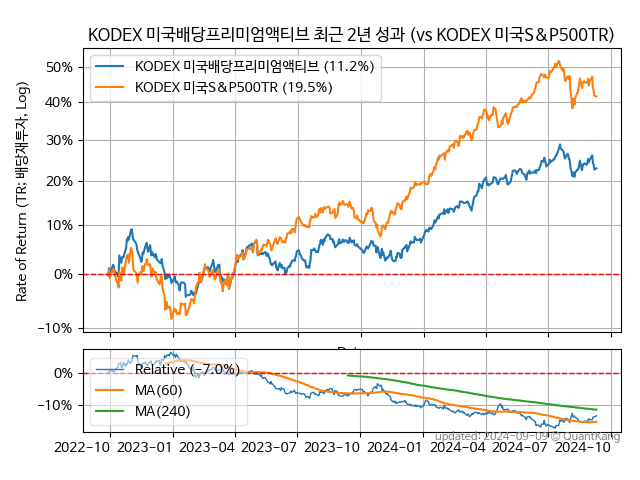 KODEX 미국배당프리미엄액티브 최근 2년 성과 (vs KODEX 미국S&P500TR)
Rate of Return (TR; 배당재투자, Log)
50%
40%
30%
20%
10%
0%
−10%
KODEX 미국배당프리미엄액티브 (11.2%)
KODEX 미국S&P500TR (19.5%)
0%
−10%
Relative (−7.0%)
MA(60)
MA(240)
updated: 2024-09-09 © QuantKang
2022-10 2023-01 2023-04 2023-07 2023-10 2024-01 2024-04 2024-07 2024-10